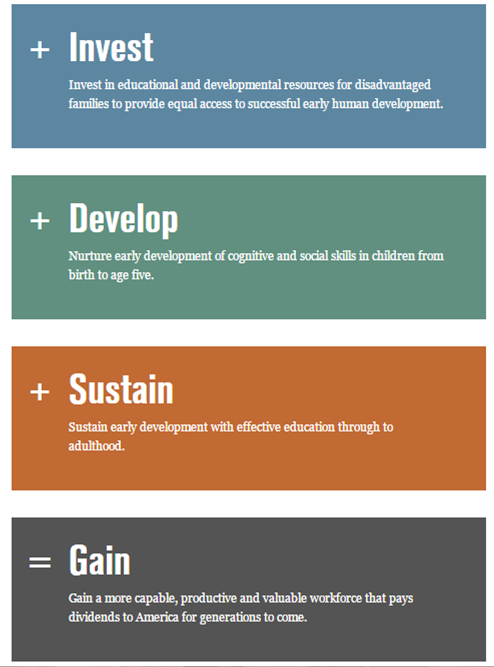 + Invest
Invest in educational and developmental resources for disadvantaged
families to provide equal access to successful early human development.
+ Develop
Nurture early development of cognitive and social skills in children from
birth to age five.
+ Sustain
Sustain early development with effective education through to
adulthood.
= Gain
Gain a more capable, productive and valuable workforce that pays
dividends to America for generations to come.